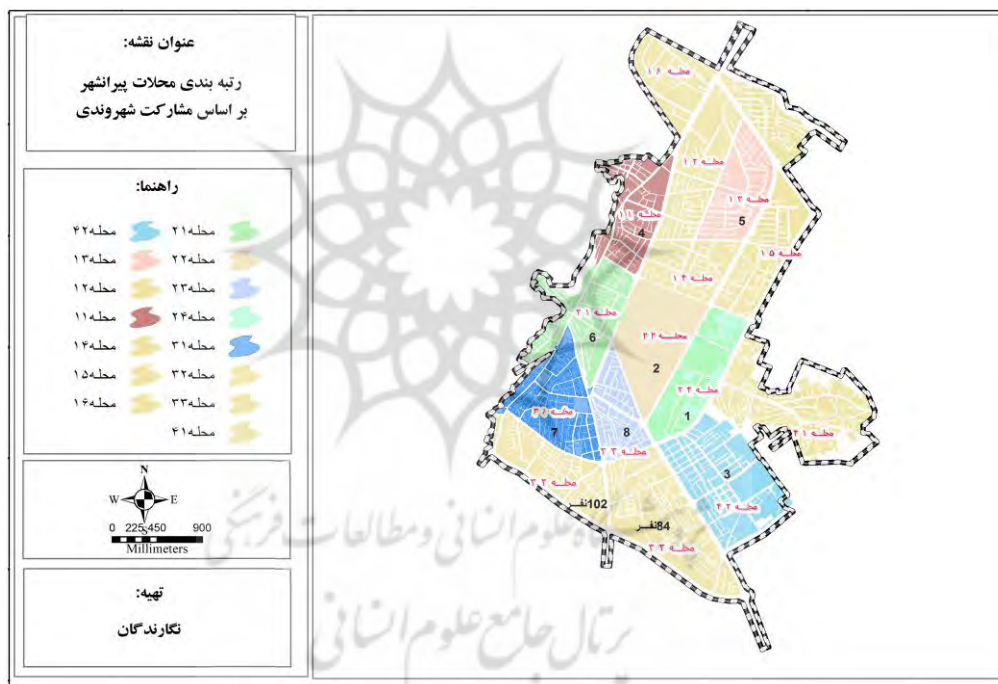 عنوان نقشه:
رتبه بندی محلات پیرانشهر
بر اساس مشارکت شهروندی
راهنما:
محله۲۱ محله۴۲
محله۲۲ محله۱۳
محله۲۳ محله۱۲
محله۲۴ محله۱۱
محله۳۱ محله۱۴
محله۳۲ محله۱۵
محله۳۳ محله۱۶
محله۴۱
N
W E
S
0 225 450 900
Millimeters
تهیه:
نگارندگان
محله ۱۶
محله ۱۲
محله ۱۳
5
محله ۱۱
4
محله ۱۵
محله ۱۴
محله ۲۱
6
محله
2
محله ۲۴
1
محله ۳۱
7
8
محله ۲۳
محله ۴۱
3
محله ۴۲
محله ۳۲
102نفر
84نفر
محله ۳۳
پژوهشگاه علوم انسانی و مطالعات فرهنگی
پرتال جامع علوم انسانی